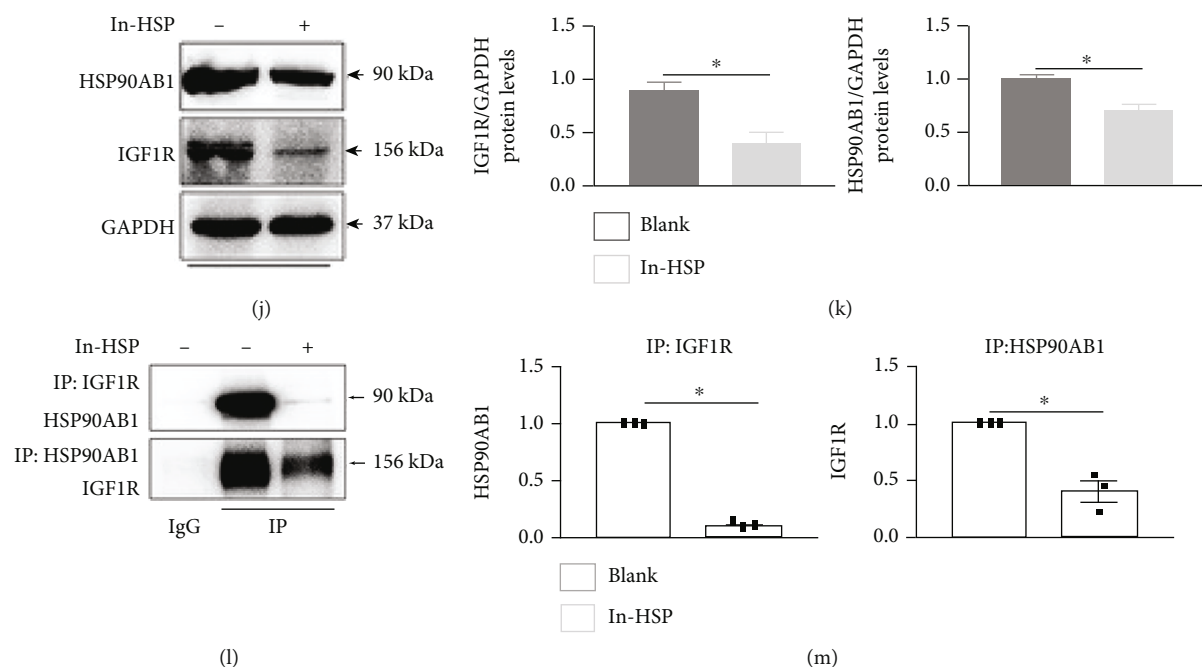 In-HSP – +
HSP90AB1 90 kDa
IGF1R 156 kDa
GAPDH 37 kDa
(j)
IGF1R/GAPDH
protein levels
1.5
1.0
0.5
0.0
*
HSP90AB1/GAPDH
protein levels
1.5
1.0
0.5
0.0
*
Blank
In-HSP
(k)
In-HSP – – +
IP: IGF1R
HSP90AB1
90 kDa
IP: HSP90AB1
IGF1R
156 kDa
IgG IP
(l)
IP: IGF1R
HSP90AB1
1.5
1.0
0.5
0.0
*
IP:HSP90AB1
IGF1R
1.5
1.0
0.5
0.0
*
Blank
In-HSP
(m)